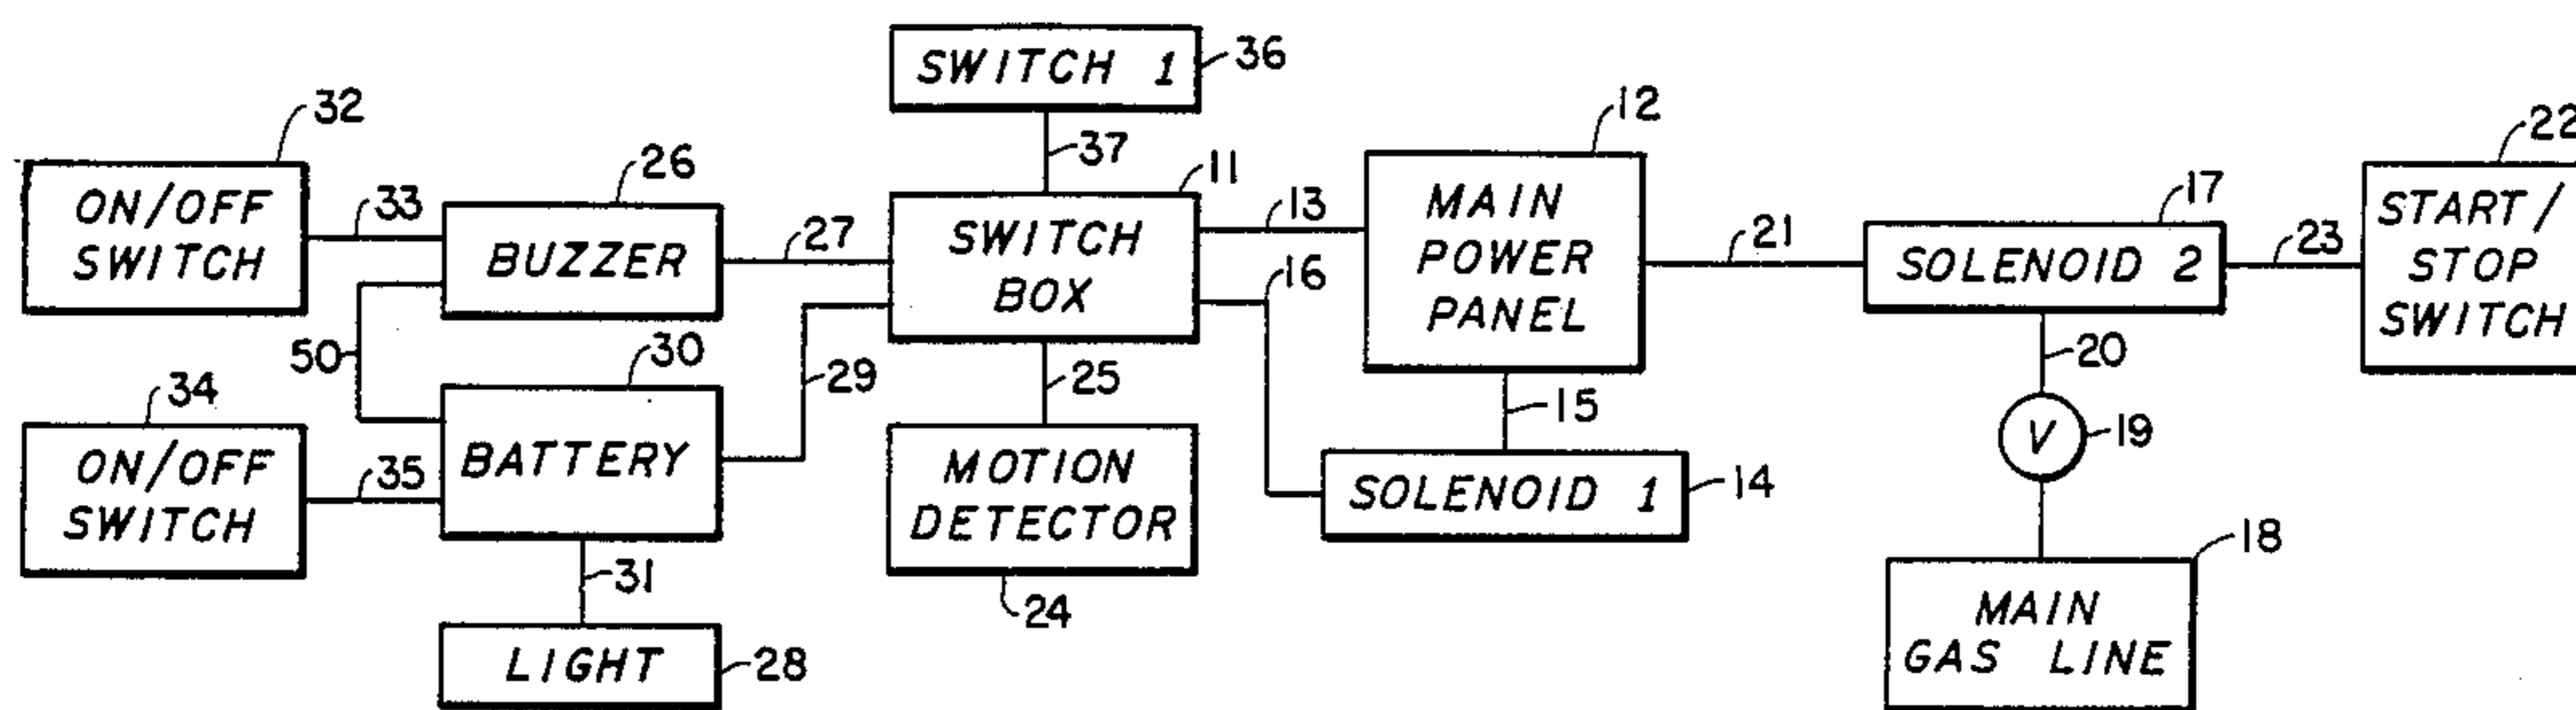 SWITCH 1
36
32
12
22
37
26
11
17
ON/OFF
SWITCH
33
BUZZER
27
SWITCH
BOX
13
MAIN
POWER
PANEL
21
SOLENOID 2
23
START/
STOP
SWITCH
16
50
30
29
25
15
20
34
V
19
ON/OFF
SWITCH
35
BATTERY
MOTION
DETECTOR
SOLENOID 1
14
31
24
18
LIGHT
28
MAIN
GAS LINE